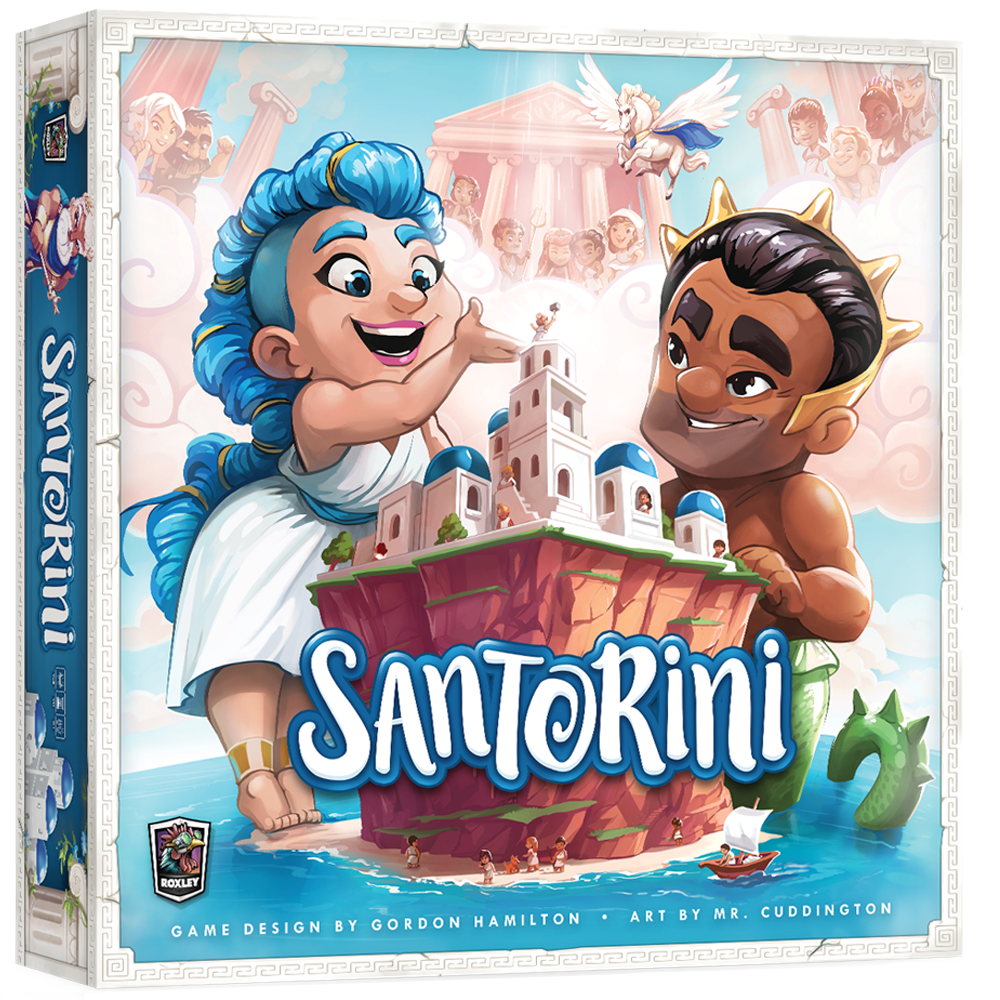 SANTORINI
SANTORINI
ROXLEY
GAME DESIGN BY GORDON HAMILTON • ART BY MR. CUDDINGTON